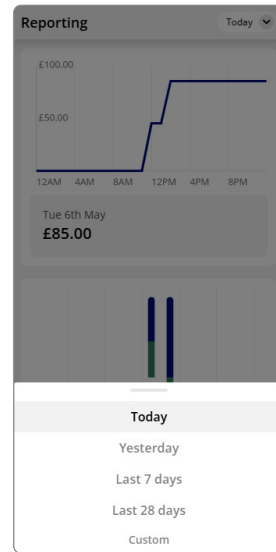 Reporting
Today
£100.00
£50.00
12AM 4AM 8AM 12PM 4PM 8PM
Tue 6th May
£85.00
Today
Yesterday
Last 7 days
Last 28 days
Custom